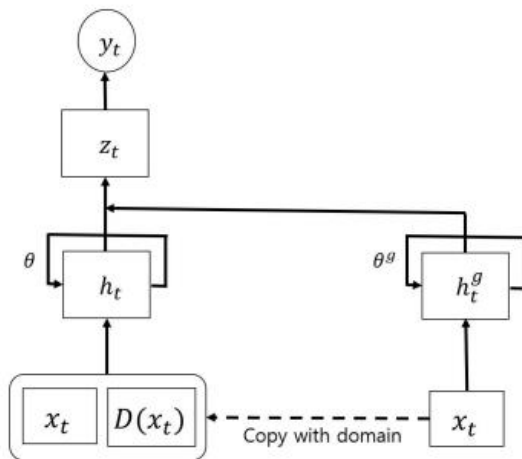 y_t
z_t
θ
h_t
θ^g
h_t^g
x_t
D(x_t)
Copy with domain
x_t